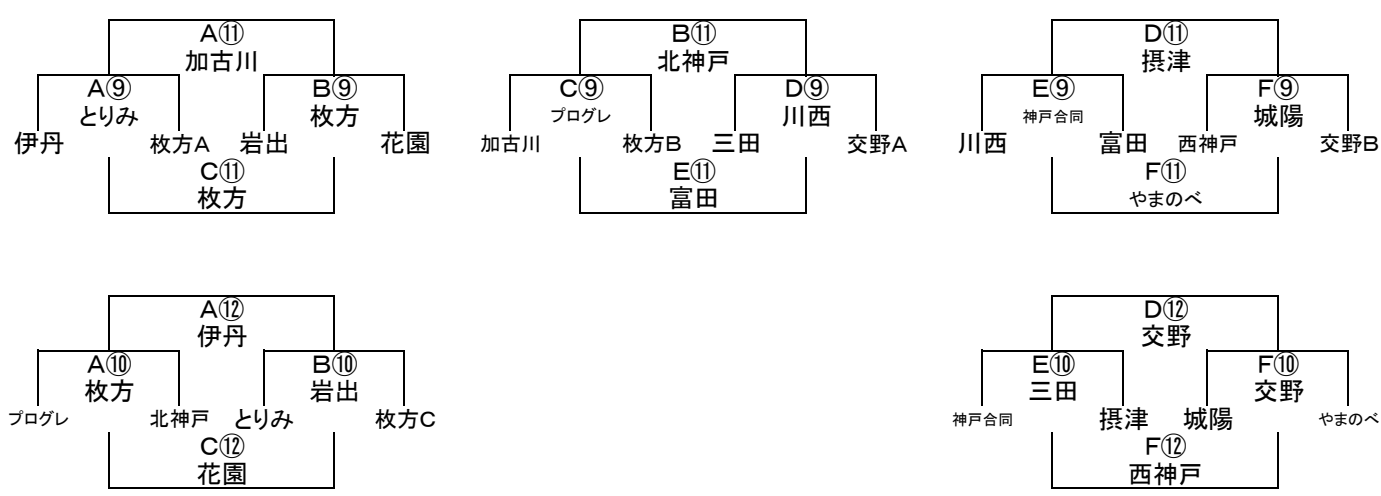 A⑪
加古川
A⑨
とりみ
B⑨
枚方
伊丹
枚方A
岩出
花園
C⑪
枚方
B⑪
北神戸
C⑨
プログレ
D⑨
川西
加古川
枚方B
三田
交野A
E⑪
富田
D⑪
摂津
E⑨
神戸合同
F⑨
城陽
川西
富田
西神戸
交野B
F⑪
やまのべ
A⑫
伊丹
A⑩
枚方
B⑩
岩出
プログレ
北神戸
とりみ
枚方C
C⑫
花園
D⑫
交野
E⑩
三田
F⑩
交野
神戸合同
摂津
城陽
やまのべ
F⑫
西神戸